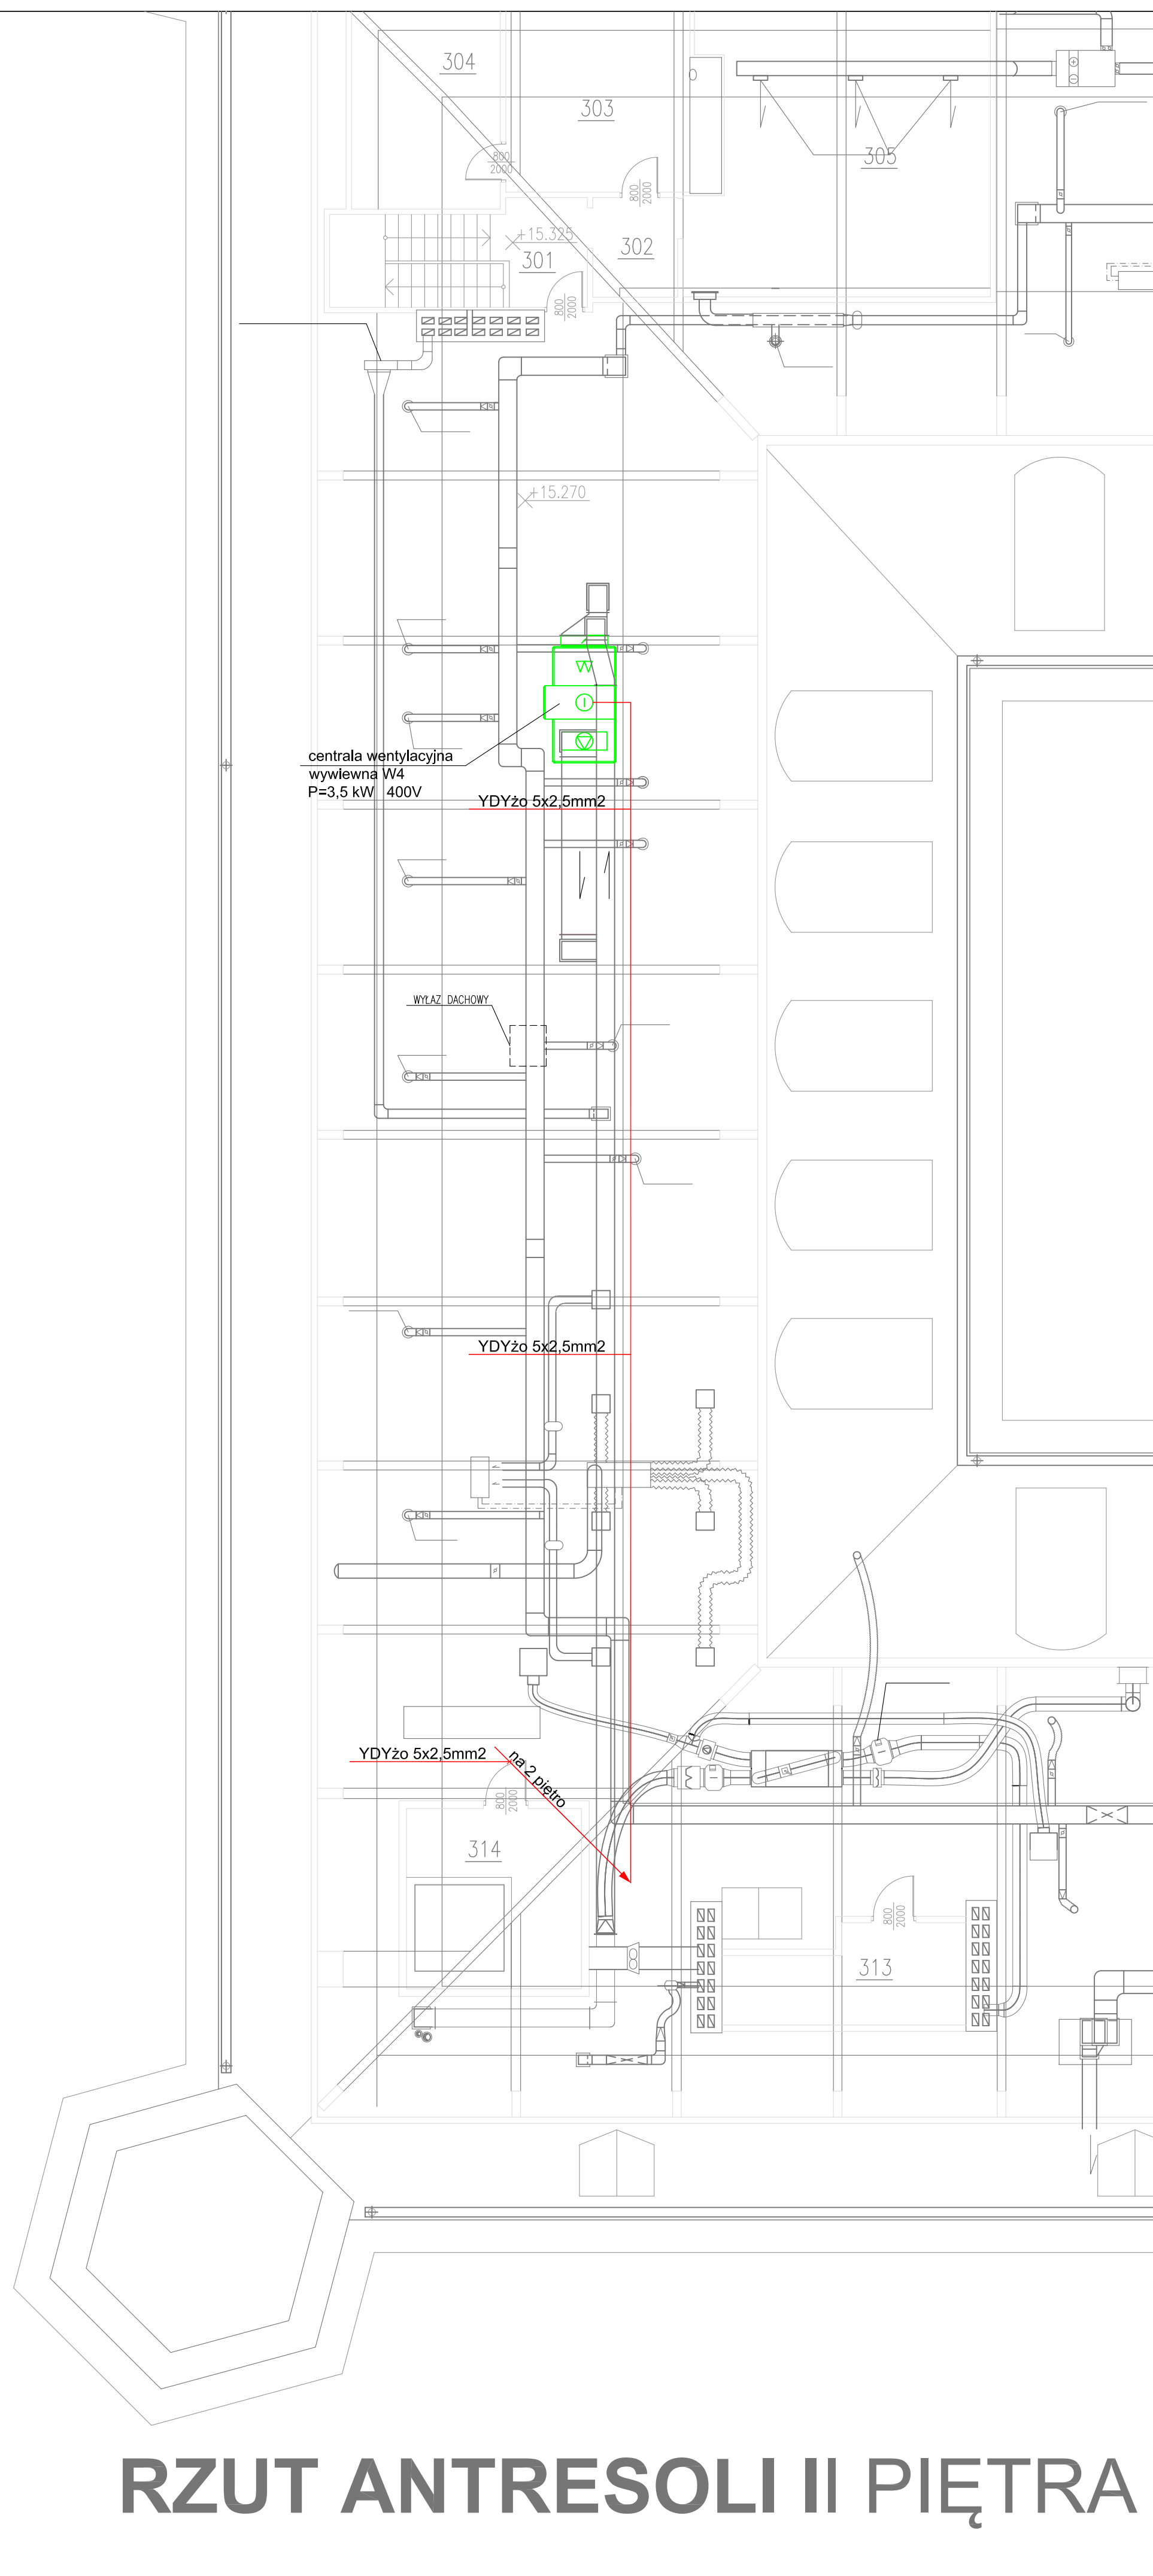 304
303
305
800
2000
800
2000
+15.325
301
302
800
2000
+15.270
W
centrala wentylacyjna
wywiewna W4
P=3,5 kW 400V
YDYżo 5x2,5mm2
WYŁAZ DACHOWY
YDYżo 5x2,5mm2
YDYżo 5x2,5mm2
na 2 piętro
800
2000
314
800
2000
313
RZUT ANTRESOLI II PIĘTRA